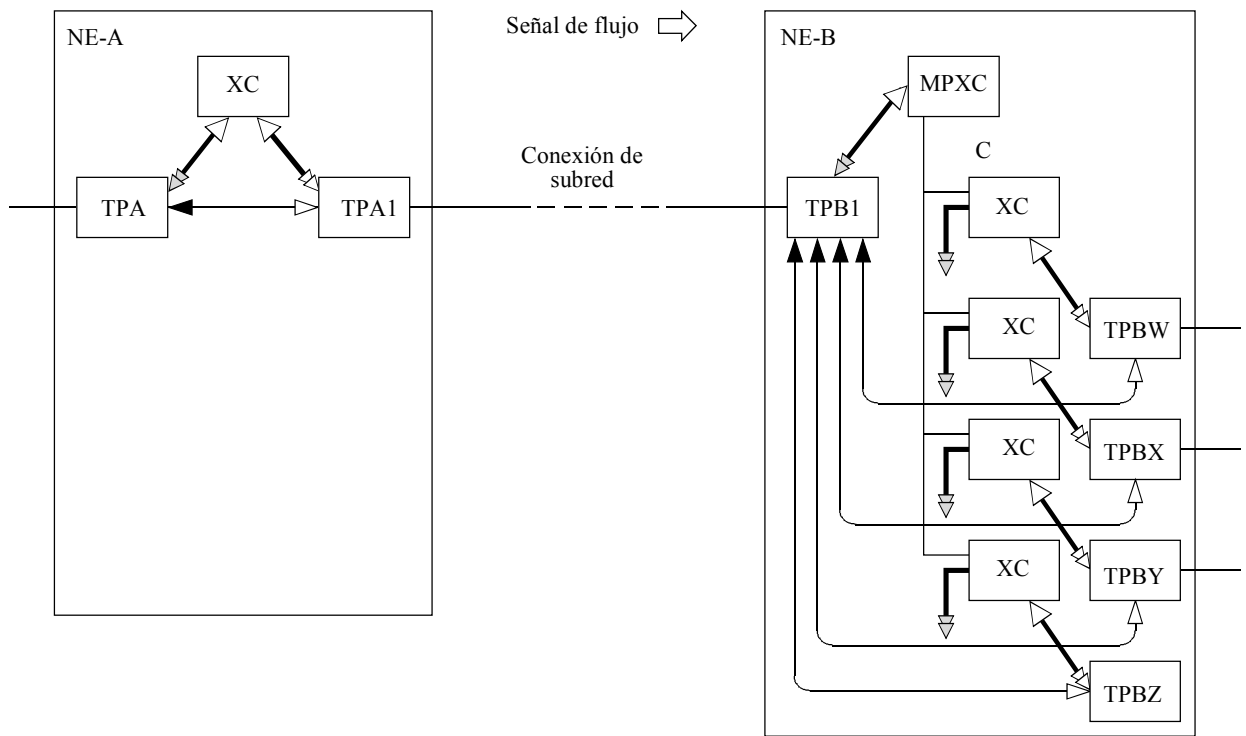 Señal de flujo
NE-A
NE-B
XC
MPXC
Conexión de
subred
C
TPA
TPA1
TPB1
XC
XC
TPBW
XC
TPBX
XC
TPBY
TPBZ